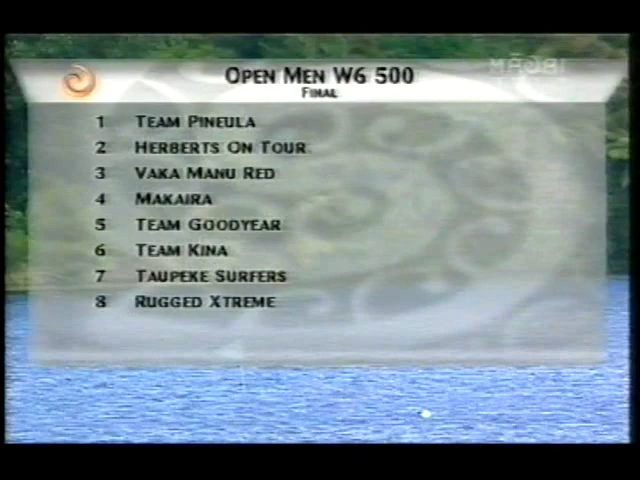 OPEN MEN W6 500
FINAL
MĀORI
1 TEAM PINEULA
2 HERBERTS ON TOUR
3 VAKA MANU RED
4 MAKAIRA
5 TEAM GOODYEAR
6 TEAM KINA
7 TAUPEKE SURFERS
8 RUGGED XTREME